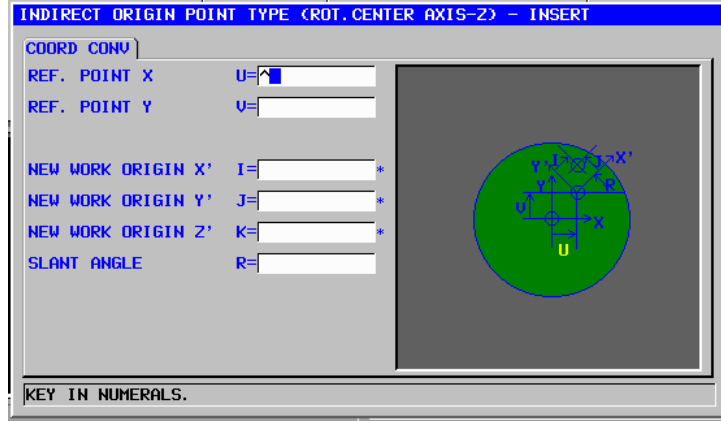 INDIRECT ORIGIN POINT TYPE (ROT.CENTER AXIS-Z) - INSERT
COORD CONV
REF. POINT X U=^
REF. POINT Y V=
NEW WORK ORIGIN X' I= *
NEW WORK ORIGIN Y' J= *
NEW WORK ORIGIN Z' K= *
SLANT ANGLE R=
Y' I J X'
Y R
V X
U
KEY IN NUMERALS.